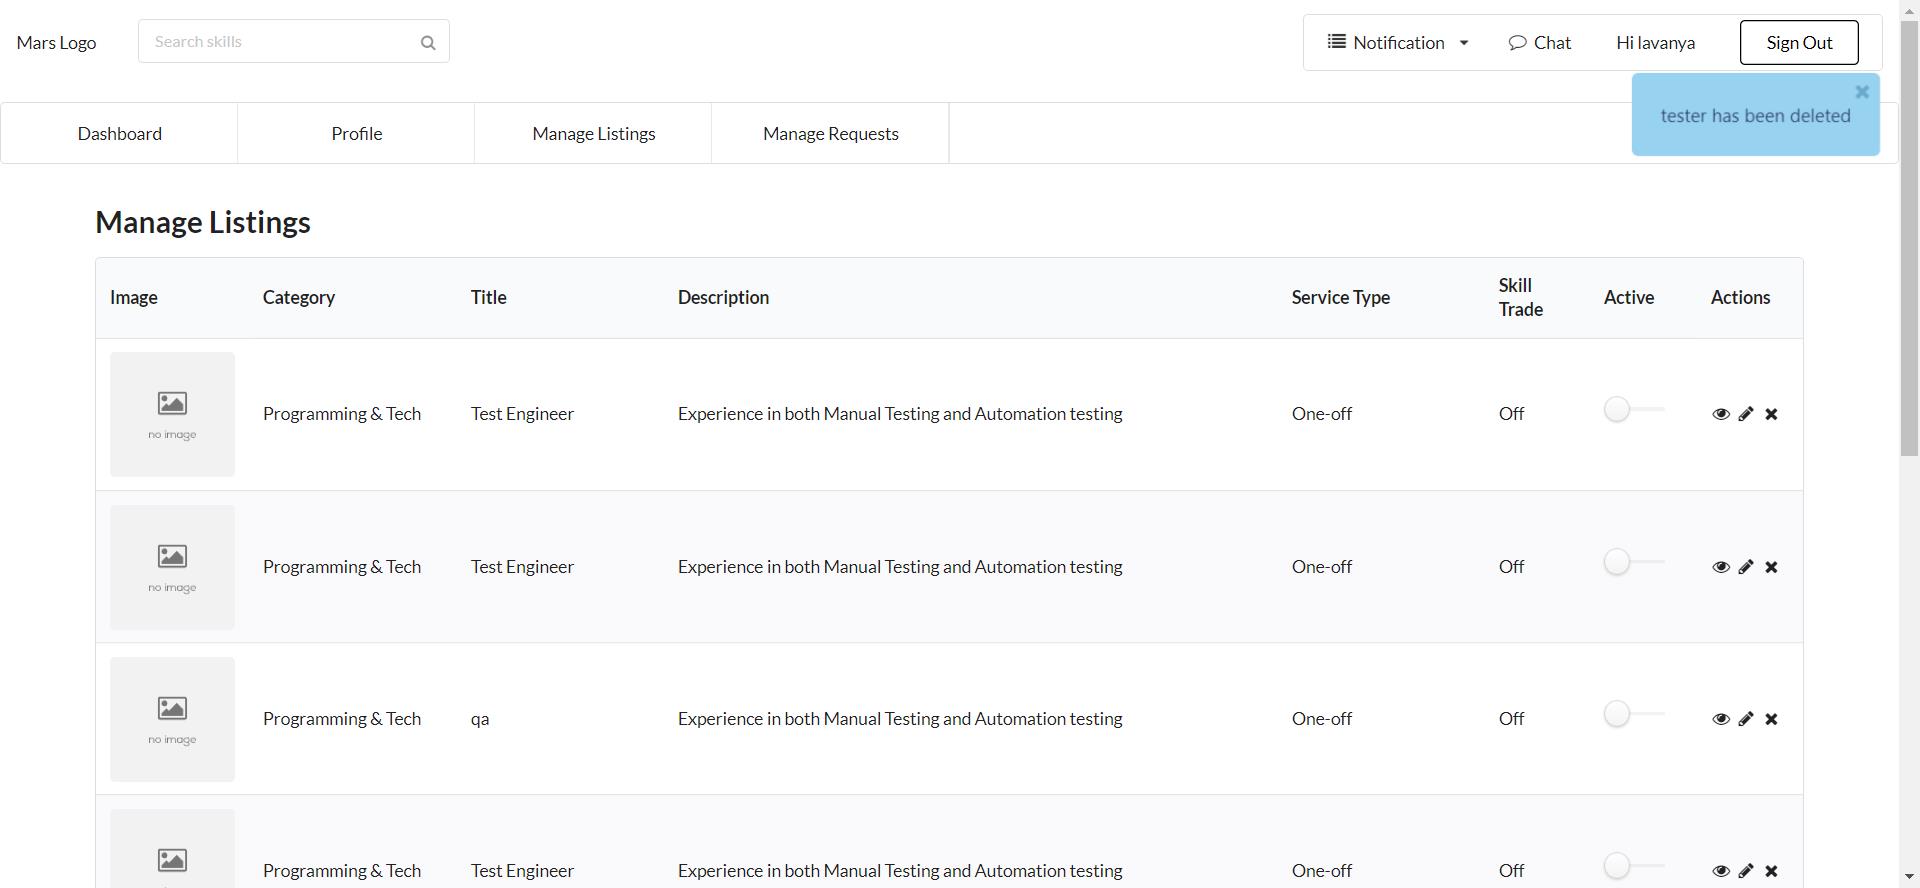 Mars Logo Search skills Notification Chat Hi lavanya Sign Out
tester has been deleted
Dashboard Profile Manage Listings Manage Requests
Manage Listings
Image Category Title Description Service Type Skill Trade Active Actions
no image Programming & Tech Test Engineer Experience in both Manual Testing and Automation testing One-off Off
no image Programming & Tech Test Engineer Experience in both Manual Testing and Automation testing One-off Off
no image Programming & Tech qa Experience in both Manual Testing and Automation testing One-off Off
Programming & Tech Test Engineer Experience in both Manual Testing and Automation testing One-off Off